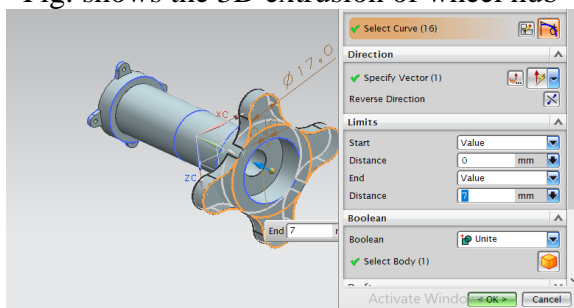 Fig. shows the 3D extrusion of wheel hub
Select Curve (16)
Direction
Specify Vector (1)
Reverse Direction
Limits
Start Value
Distance 0 mm
End Value
Distance 7 mm
Boolean
Boolean Unite
Select Body (1)
Activate Windo
< OK > Cancel
Ø17,0
XC
ZC
End 7